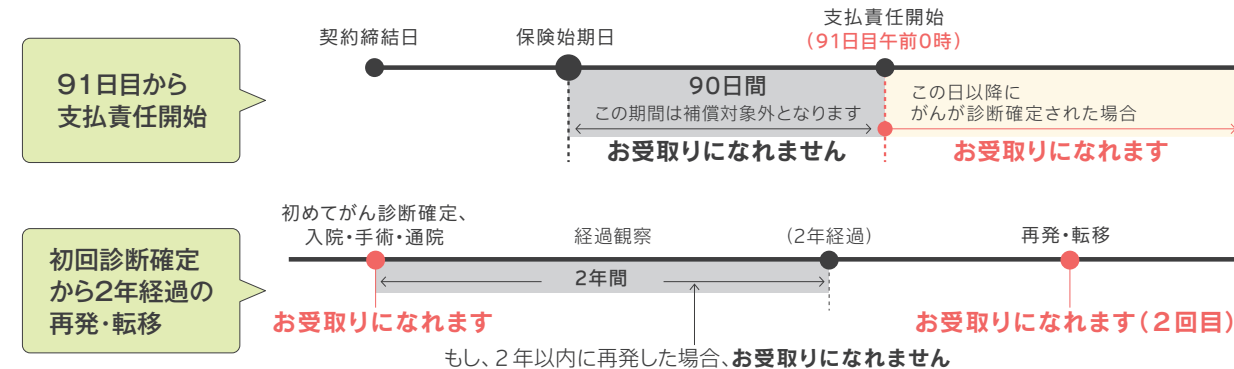 91日目から
支払責任開始
契約締結日
保険始期日
支払責任開始
(91日目午前0時)
90日間
この期間は補償対象外となります
お受取りになれません
この日以降に
がんが診断確定された場合
お受取りになれます
初回診断確定
から2年経過の
再発・転移
初めてがん診断確定、
入院・手術・通院
経過観察
(2年経過)
再発・転移
2年間
お受取りになれます
お受取りになれます(2回目)
もし、2年以内に再発した場合、お受取りになれません